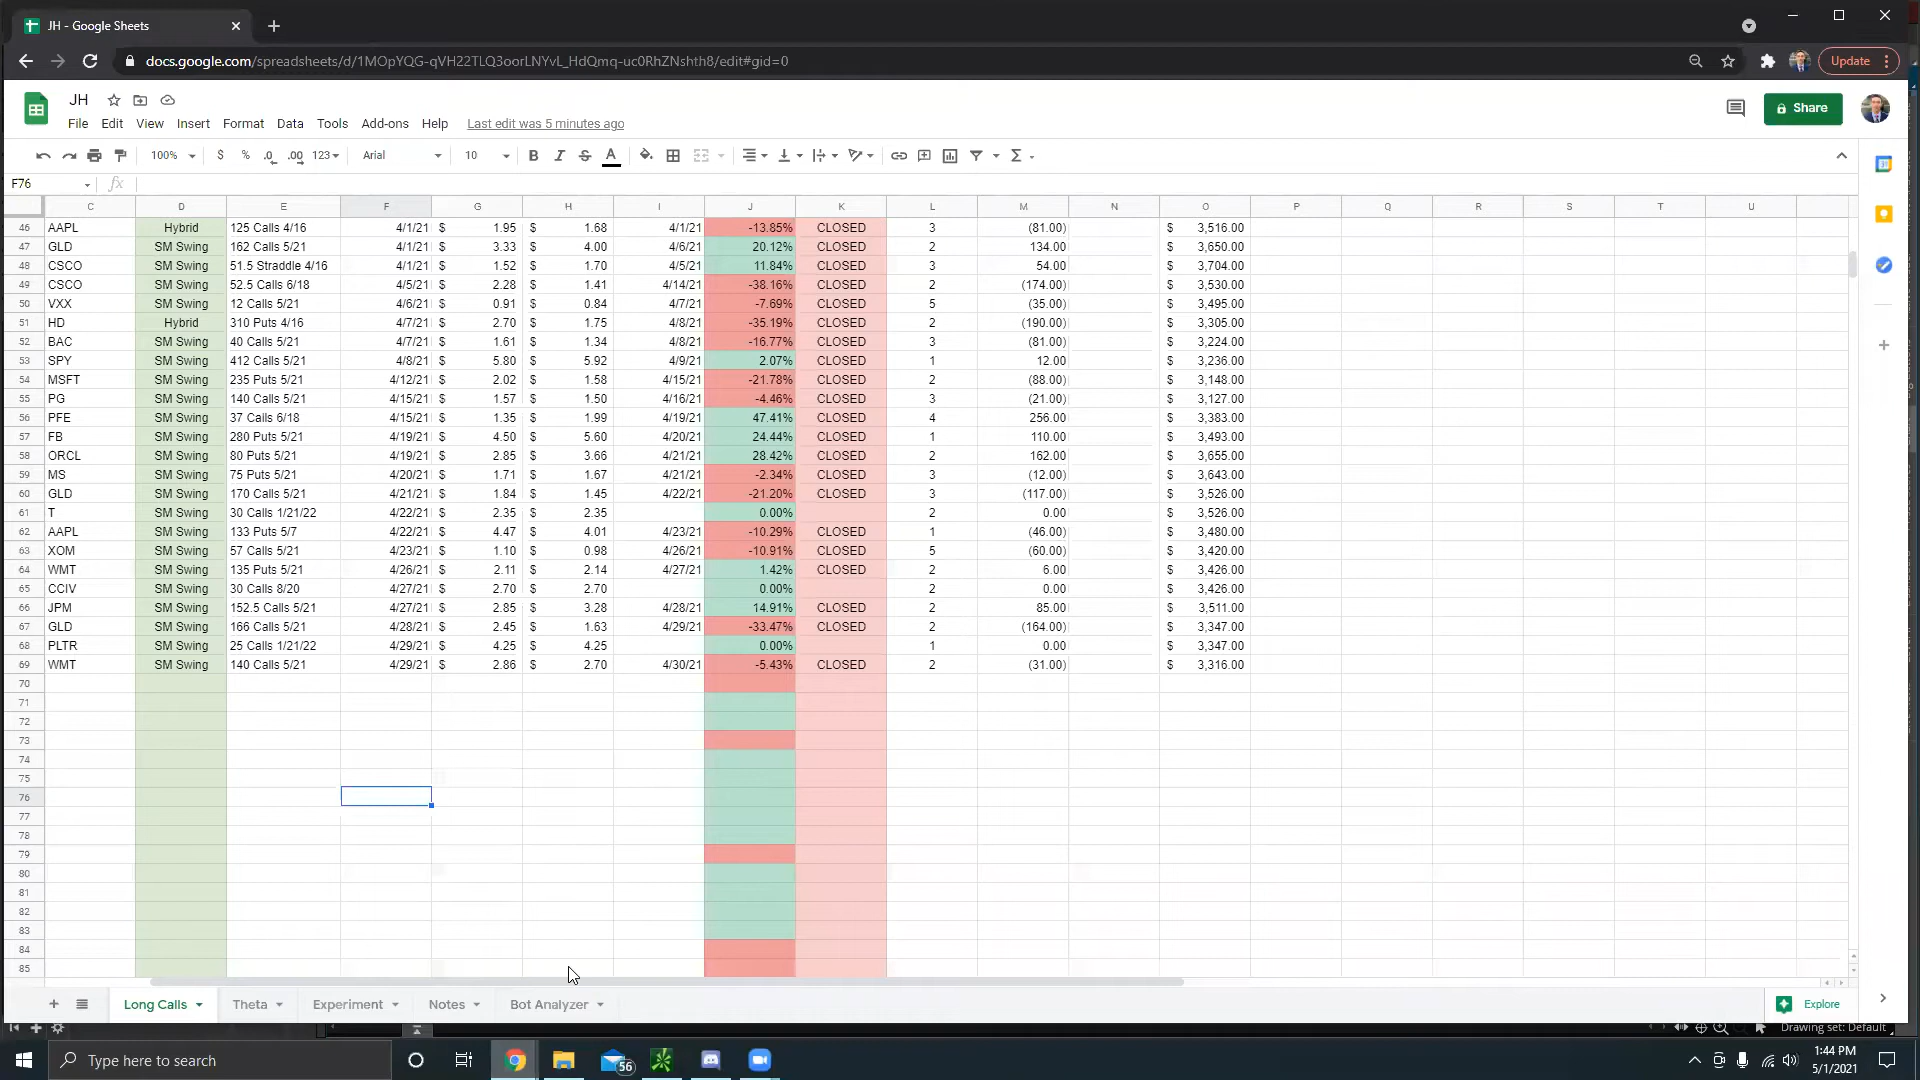 JH - Google Sheets
docs.google.com/spreadsheets/d/1MOpYQG-qVH22TLQ3oorLNYvL_HdQmq-uc0RhZNshth8/edit#gid=0
Update
JH
File Edit View Insert Format Data Tools Add-ons Help Last edit was 5 minutes ago
Share
100% $ % .0 .00 123 Arial 10 B I S A
F76 fx
C D E F G H I J K L M N O P Q R S T U
46 AAPL Hybrid 125 Calls 4/16 4/1/21 $ 1.95 $ 1.68 4/1/21 -13.85% CLOSED 3 (81.00) $ 3,516.00
47 GLD SM Swing 162 Calls 5/21 4/1/21 $ 3.33 $ 4.00 4/6/21 20.12% CLOSED 2 134.00 $ 3,650.00
48 CSCO SM Swing 51.5 Straddle 4/16 4/1/21 $ 1.52 $ 1.70 4/5/21 11.84% CLOSED 3 54.00 $ 3,704.00
49 CSCO SM Swing 52.5 Calls 6/18 4/5/21 $ 2.28 $ 1.41 4/14/21 -38.16% CLOSED 2 (174.00) $ 3,530.00
50 VXX SM Swing 12 Calls 5/21 4/6/21 $ 0.91 $ 0.84 4/7/21 -7.69% CLOSED 5 (35.00) $ 3,495.00
51 HD Hybrid 310 Puts 4/16 4/7/21 $ 2.70 $ 1.75 4/8/21 -35.19% CLOSED 2 (190.00) $ 3,305.00
52 BAC SM Swing 40 Calls 5/21 4/7/21 $ 1.61 $ 1.34 4/8/21 -16.77% CLOSED 3 (81.00) $ 3,224.00
53 SPY SM Swing 412 Calls 5/21 4/8/21 $ 5.80 $ 5.92 4/9/21 2.07% CLOSED 1 12.00 $ 3,236.00
54 MSFT SM Swing 235 Puts 5/21 4/12/21 $ 2.02 $ 1.58 4/15/21 -21.78% CLOSED 2 (88.00) $ 3,148.00
55 PG SM Swing 140 Calls 5/21 4/15/21 $ 1.57 $ 1.50 4/16/21 -4.46% CLOSED 3 (21.00) $ 3,127.00
56 PFE SM Swing 37 Calls 6/18 4/15/21 $ 1.35 $ 1.99 4/19/21 47.41% CLOSED 4 256.00 $ 3,383.00
57 FB SM Swing 280 Puts 5/21 4/19/21 $ 4.50 $ 5.60 4/20/21 24.44% CLOSED 1 110.00 $ 3,493.00
58 ORCL SM Swing 80 Puts 5/21 4/19/21 $ 2.85 $ 3.66 4/21/21 28.42% CLOSED 2 162.00 $ 3,655.00
59 MS SM Swing 75 Puts 5/21 4/20/21 $ 1.71 $ 1.67 4/21/21 -2.34% CLOSED 3 (12.00) $ 3,643.00
60 GLD SM Swing 170 Calls 5/21 4/21/21 $ 1.84 $ 1.45 4/22/21 -21.20% CLOSED 3 (117.00) $ 3,526.00
61 T SM Swing 30 Calls 1/21/22 4/22/21 $ 2.35 $ 2.35 0.00% 2 0.00 $ 3,526.00
62 AAPL SM Swing 133 Puts 5/7 4/22/21 $ 4.47 $ 4.01 4/23/21 -10.29% CLOSED 1 (46.00) $ 3,480.00
63 XOM SM Swing 57 Calls 5/21 4/23/21 $ 1.10 $ 0.98 4/26/21 -10.91% CLOSED 5 (60.00) $ 3,420.00
64 WMT SM Swing 135 Puts 5/21 4/26/21 $ 2.11 $ 2.14 4/27/21 1.42% CLOSED 2 6.00 $ 3,426.00
65 CCIV SM Swing 30 Calls 8/20 4/27/21 $ 2.70 $ 2.70 0.00% 2 0.00 $ 3,426.00
66 JPM SM Swing 152.5 Calls 5/21 4/27/21 $ 2.85 $ 3.28 4/28/21 14.91% CLOSED 2 85.00 $ 3,511.00
67 GLD SM Swing 166 Calls 5/21 4/28/21 $ 2.45 $ 1.63 4/29/21 -33.47% CLOSED 2 (164.00) $ 3,347.00
68 PLTR SM Swing 25 Calls 1/21/22 4/29/21 $ 4.25 $ 4.25 0.00% 1 0.00 $ 3,347.00
69 WMT SM Swing 140 Calls 5/21 4/29/21 $ 2.86 $ 2.70 4/30/21 -5.43% CLOSED 2 (31.00) $ 3,316.00
70
71
72
73
74
75
76
77
78
79
80
81
82
83
84
85
Long Calls Theta Experiment Notes Bot Analyzer Explore
Drawing set: Default
Type here to search
56
1:44 PM
5/1/2021